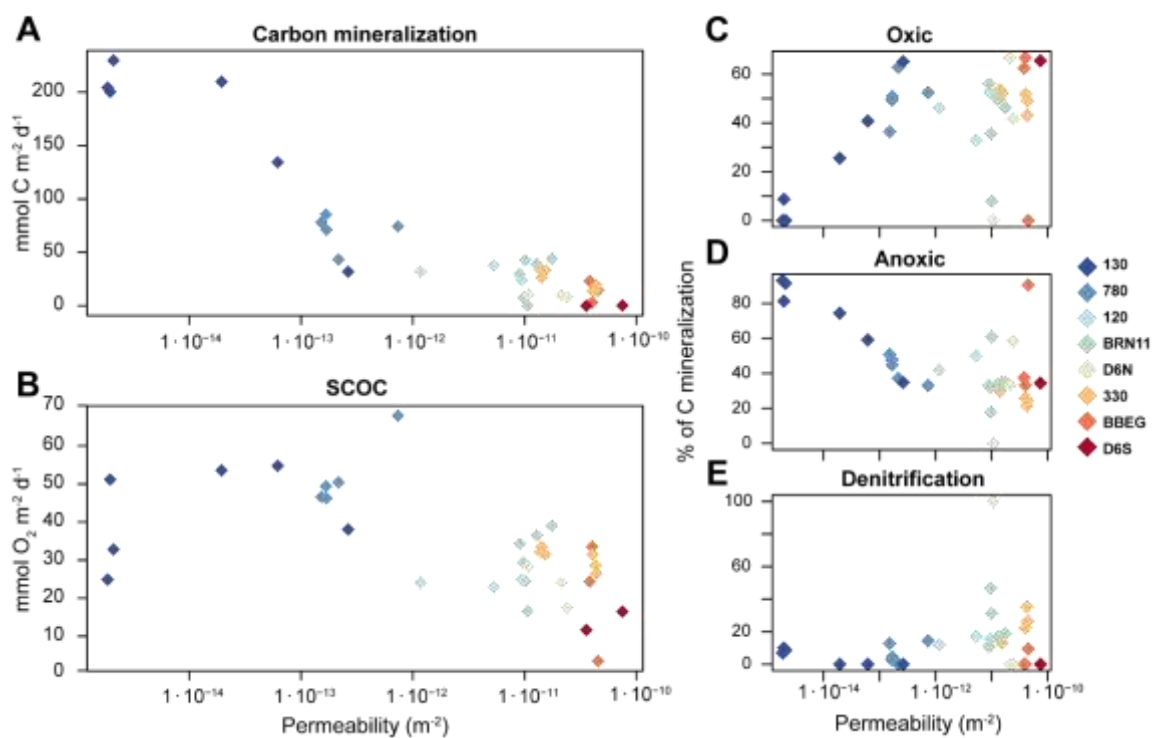 A
Carbon mineralization
mmol C m⁻² d⁻¹
200
150
100
50
0
1·10⁻¹⁴ 1·10⁻¹³ 1·10⁻¹² 1·10⁻¹¹ 1·10⁻¹⁰
B
SCOC
mmol O₂ m⁻² d⁻¹
70
60
50
40
30
20
10
0
1·10⁻¹⁴ 1·10⁻¹³ 1·10⁻¹² 1·10⁻¹¹ 1·10⁻¹⁰
Permeability (m⁻²)
C
Oxic
60
40
20
0
% of C mineralization
D
Anoxic
80
60
40
20
0
E
Denitrification
100
60
20
0
1·10⁻¹⁴ 1·10⁻¹² 1·10⁻¹⁰
Permeability (m⁻²)
130
780
120
BRN11
D6N
330
BBEG
D6S